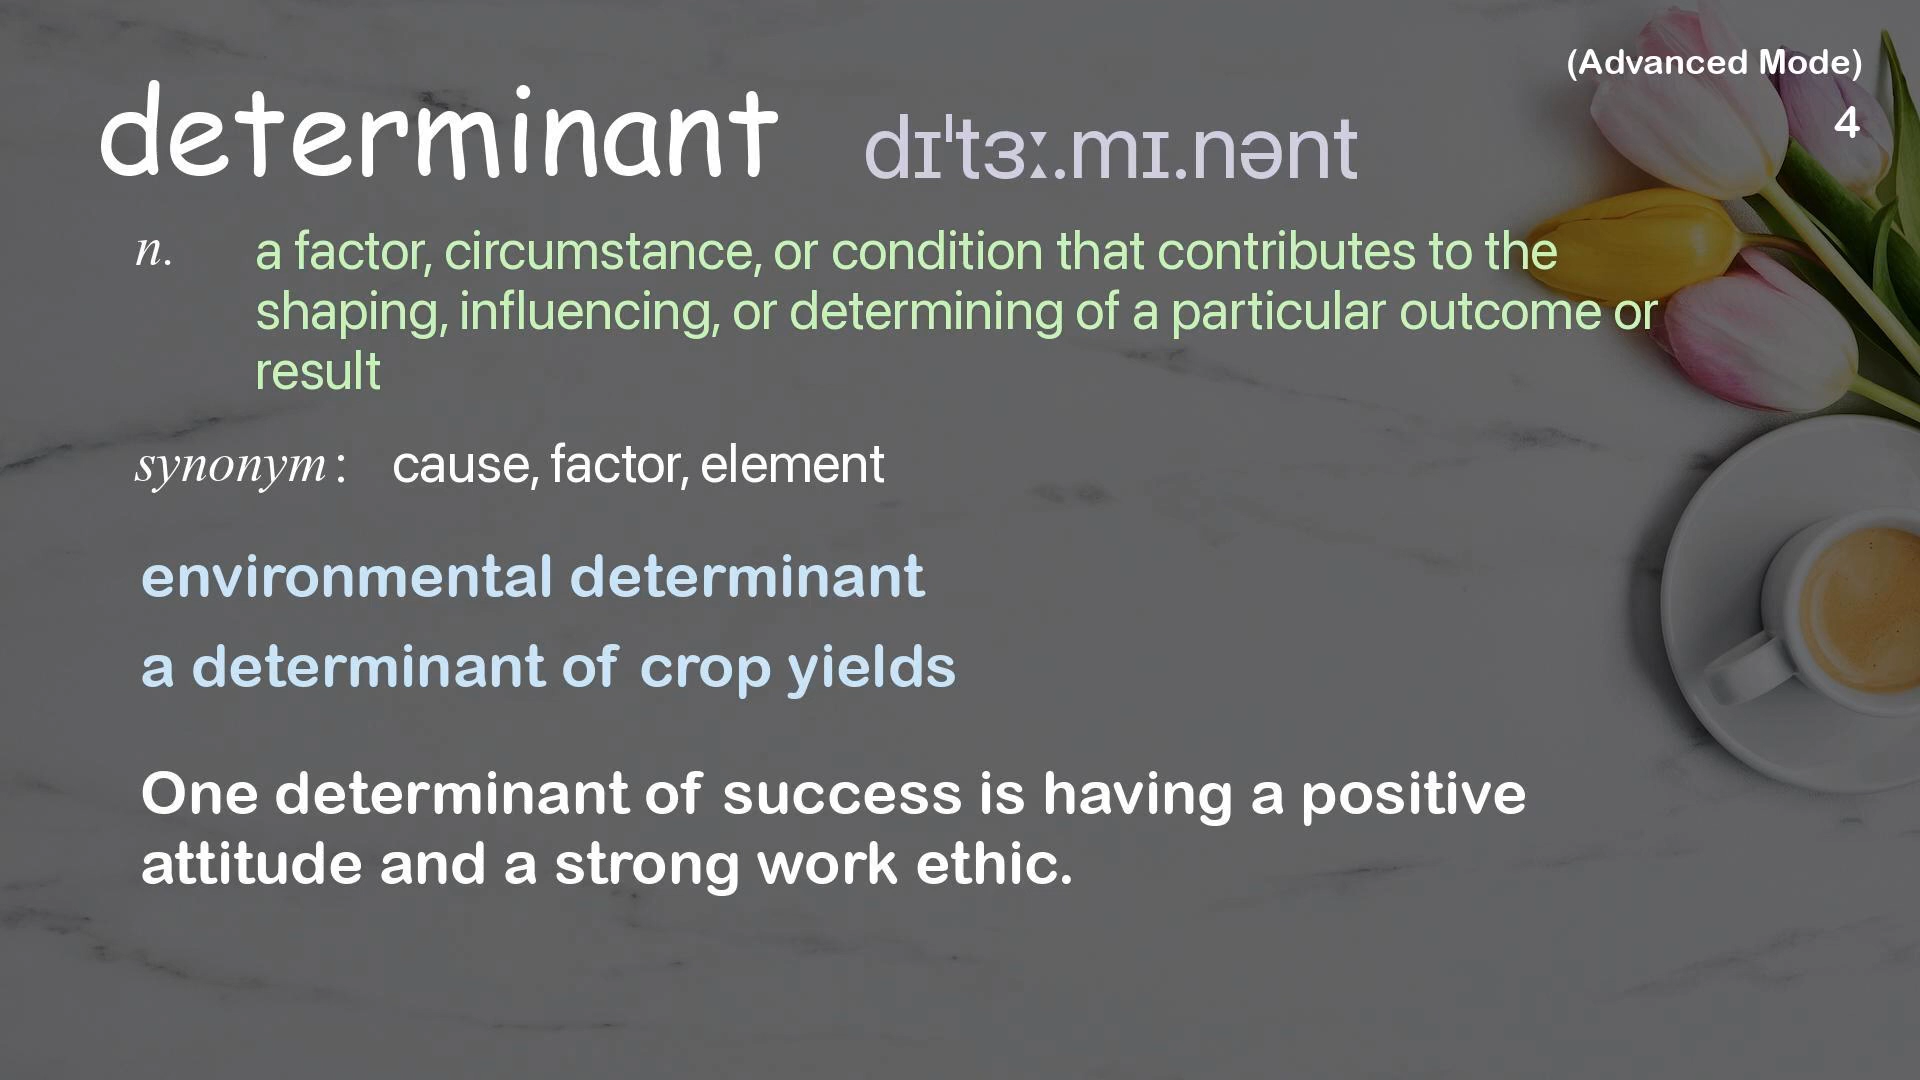 (Advanced Mode)
determinant dɪˈtɜː.mɪ.nənt
4
n. a factor, circumstance, or condition that contributes to the
shaping, influencing, or determining of a particular outcome or
result
synonym: cause, factor, element
environmental determinant
a determinant of crop yields
One determinant of success is having a positive
attitude and a strong work ethic.